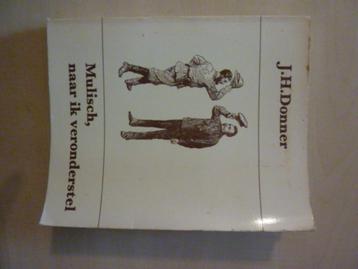 J.H.Donner
Mulisch,
naar ik veronderstel